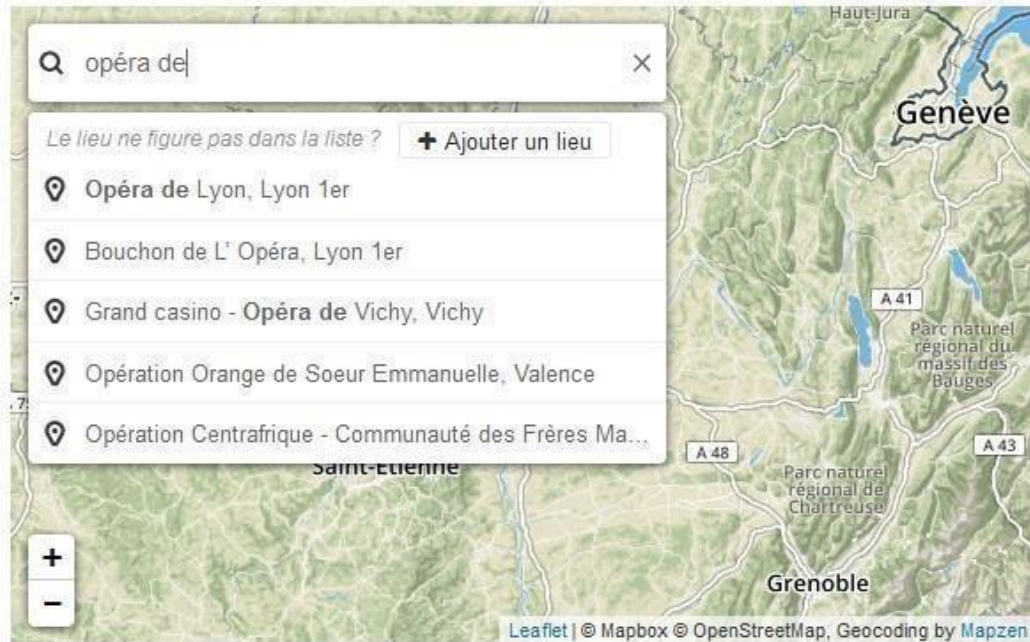 Haut-Jura
opéra de
Genève
Le lieu ne figure pas dans la liste ? + Ajouter un lieu
Opéra de Lyon, Lyon 1er
Bouchon de L' Opéra, Lyon 1er
Grand casino - Opéra de Vichy, Vichy
A 41
Parc naturel
régional du
massif des
Bauges
Opération Orange de Soeur Emmanuelle, Valence
Opération Centrafrique - Communauté des Frères Ma...
A 48
A 43
Saint-Etienne
Parc naturel
régional de
Chartreuse
+
−
Grenoble
Leaflet | © Mapbox © OpenStreetMap, Geocoding by Mapzen